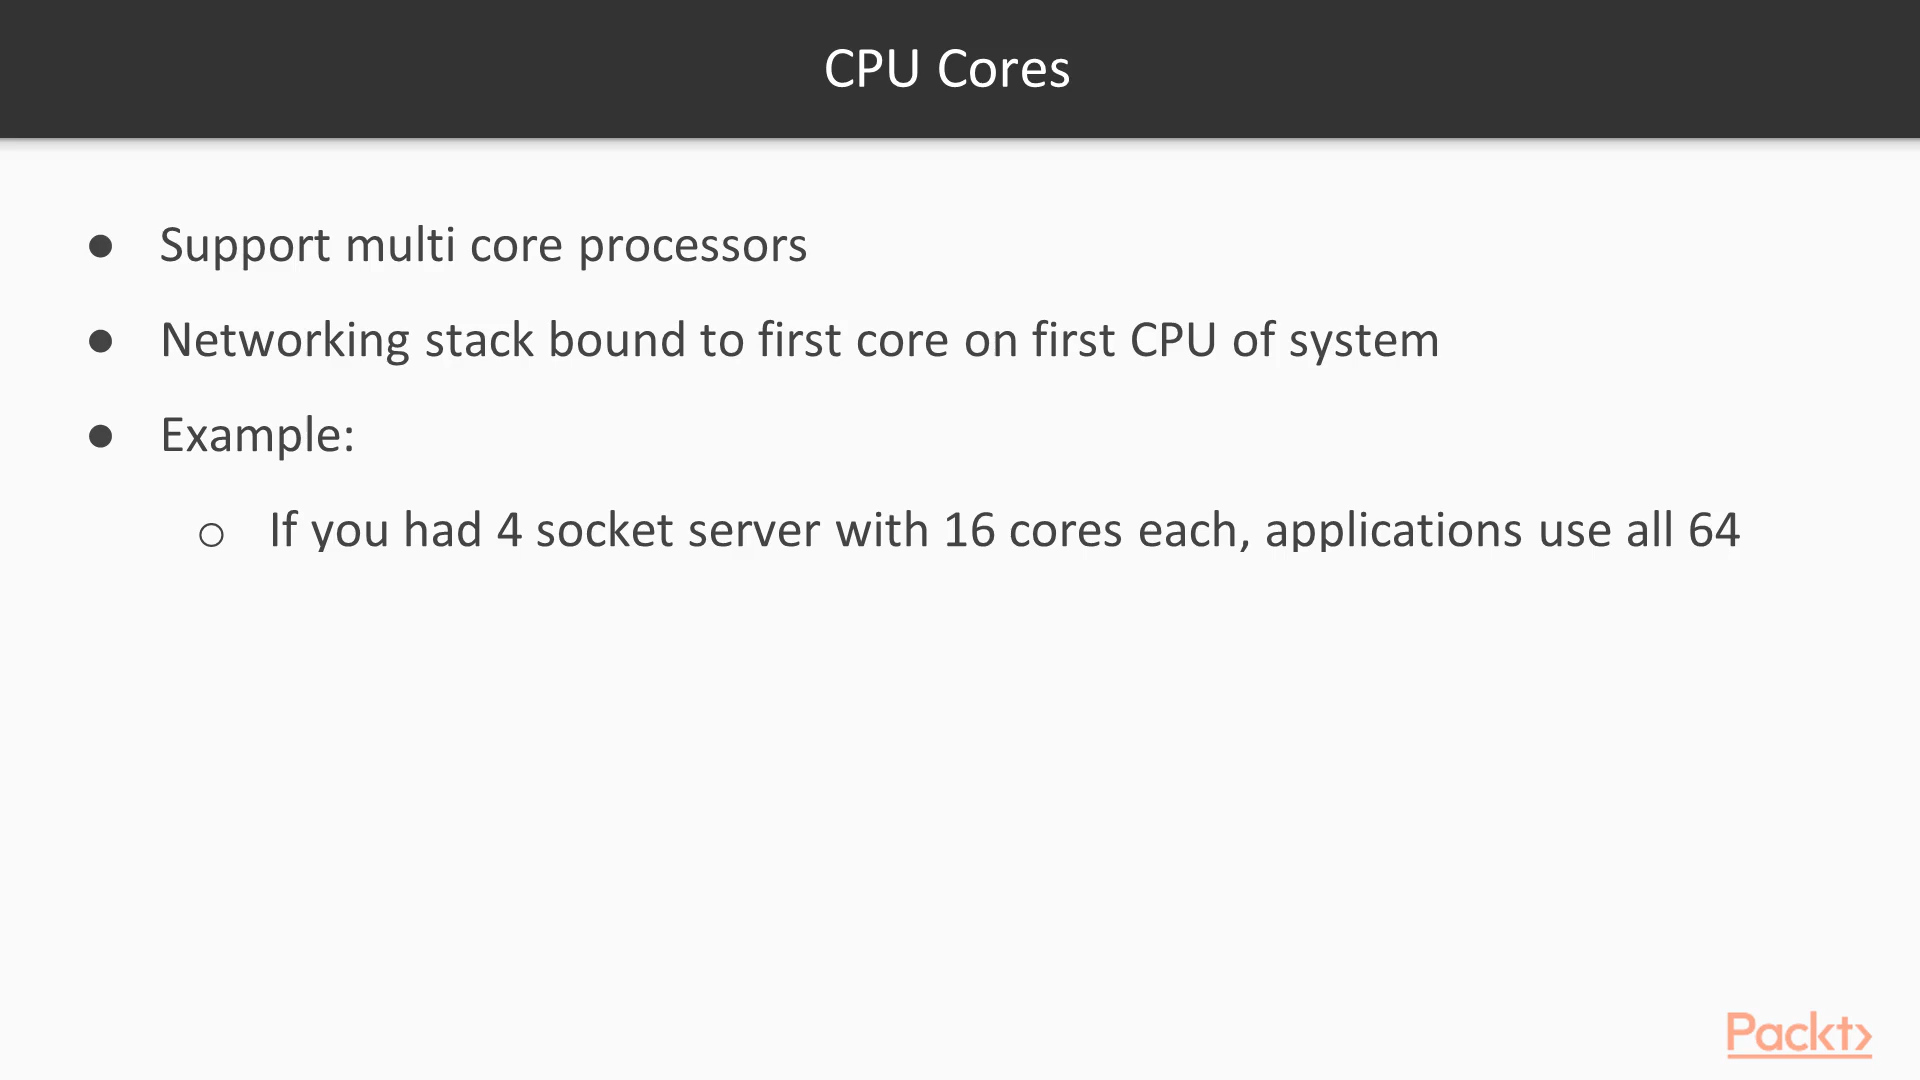 CPU Cores
● Support multi core processors
● Networking stack bound to first core on first CPU of system
● Example:
○ If you had 4 socket server with 16 cores each, applications use all 64
Packt>